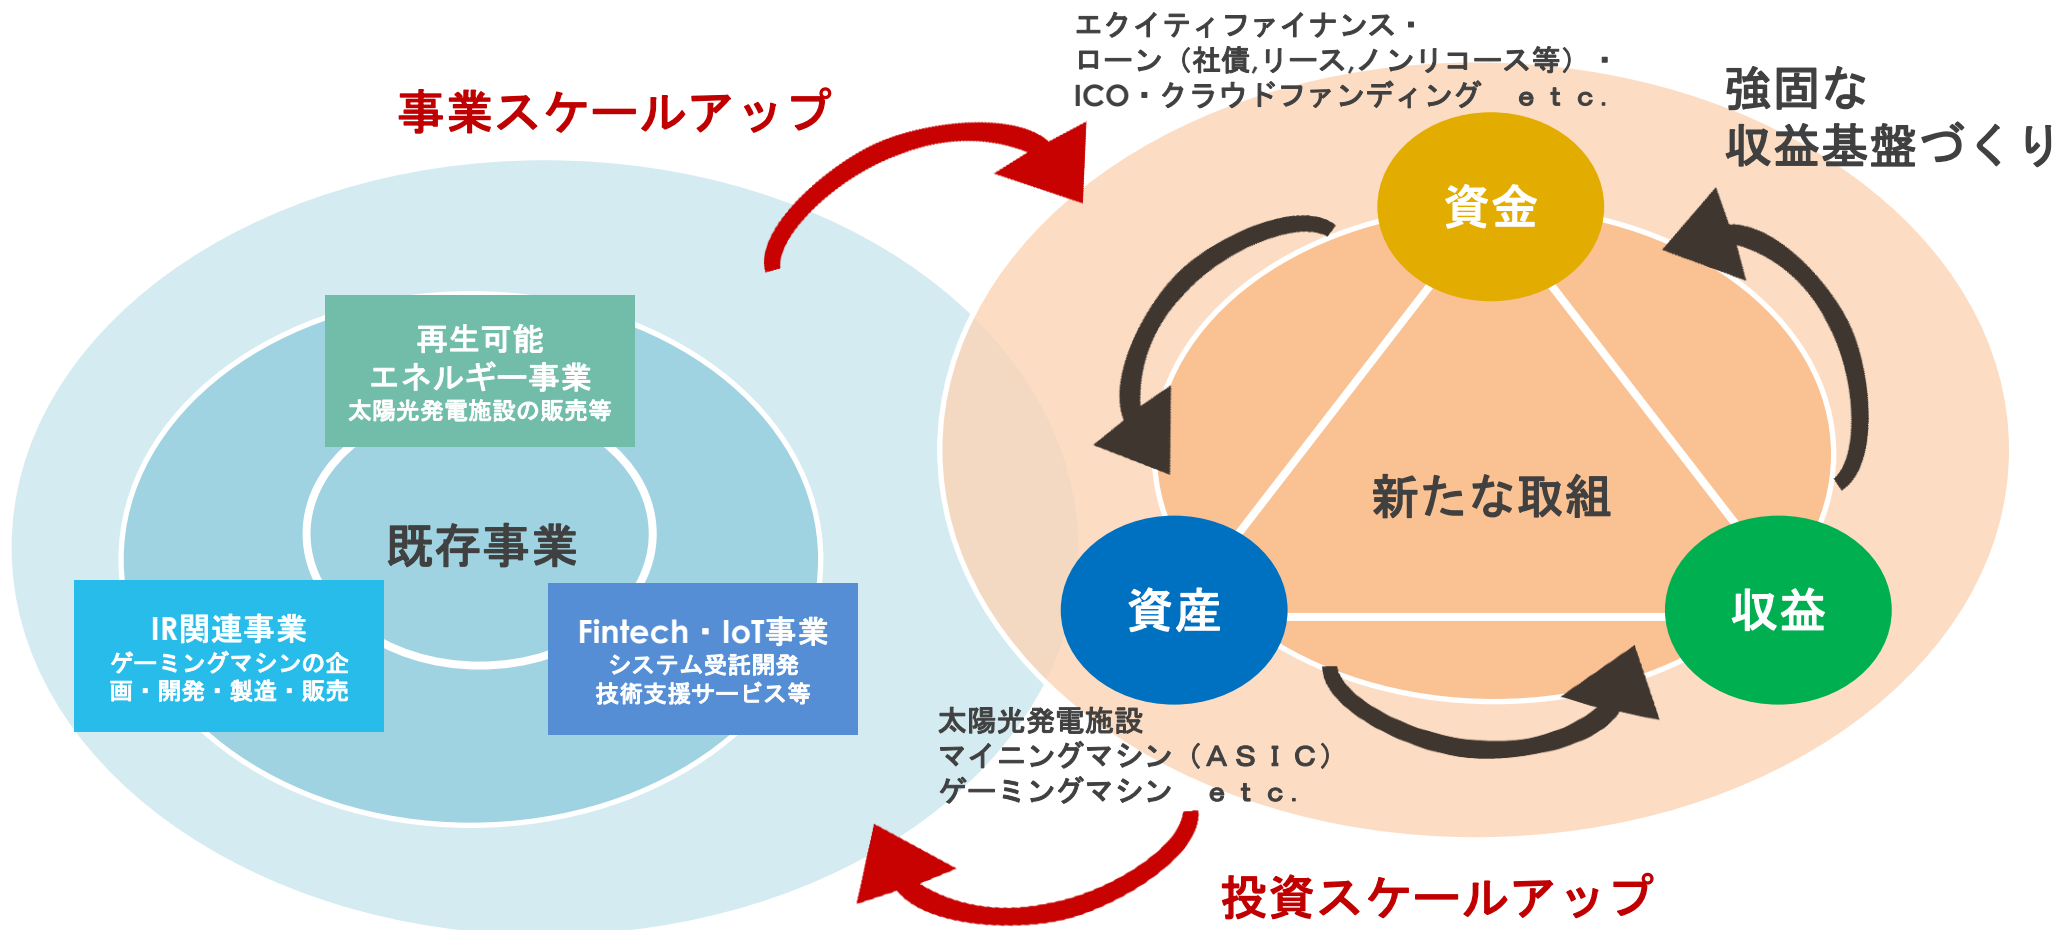 エクイティファイナンス・
ローン（社債,リース,ノンリコース等）・
ICO・クラウドファンディング　ｅｔｃ.
強固な
収益基盤づくり
事業スケールアップ
資金
再生可能
エネルギー事業
太陽光発電施設の販売等
新たな取組
既存事業
資産
収益
IR関連事業
ゲーミングマシンの企
画・開発・製造・販売
Fintech・IoT事業
システム受託開発
技術支援サービス等
太陽光発電施設
マイニングマシン（ＡＳＩＣ）
ゲーミングマシン　ｅｔｃ.
投資スケールアップ